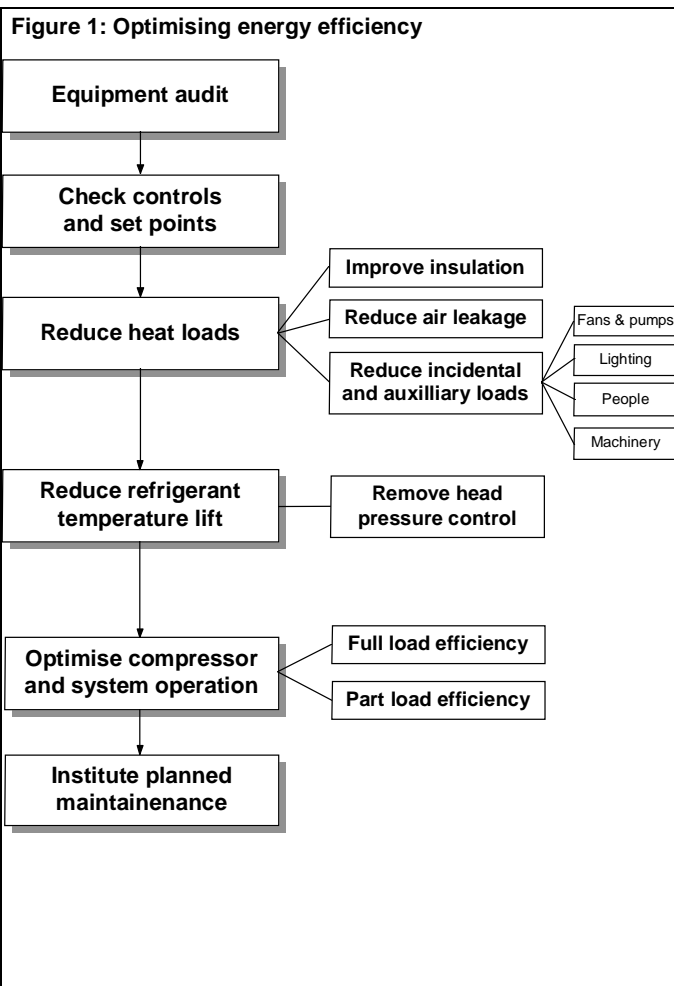 Figure 1: Optimising energy efficiency
Equipment audit
Check controls
and set points
Reduce heat loads
Improve insulation
Reduce air leakage
Reduce incidental
and auxilliary loads
Fans & pumps
Lighting
People
Machinery
Reduce refrigerant
temperature lift
Remove head
pressure control
Optimise compressor
and system operation
Full load efficiency
Part load efficiency
Institute planned
maintainenance